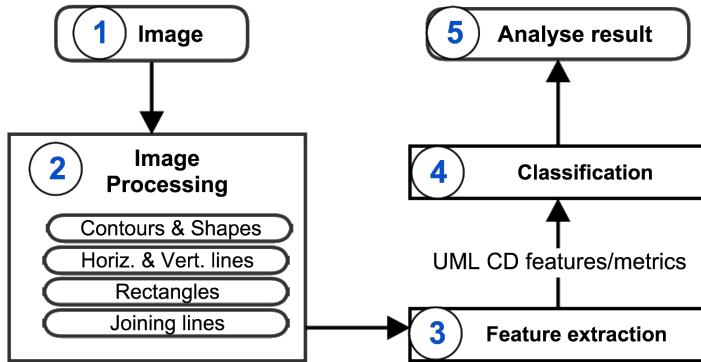 1 Image
2 Image
Processing
Contours & Shapes
Horiz. & Vert. lines
Rectangles
Joining lines
3 Feature extraction
UML CD features/metrics
4 Classification
5 Analyse result